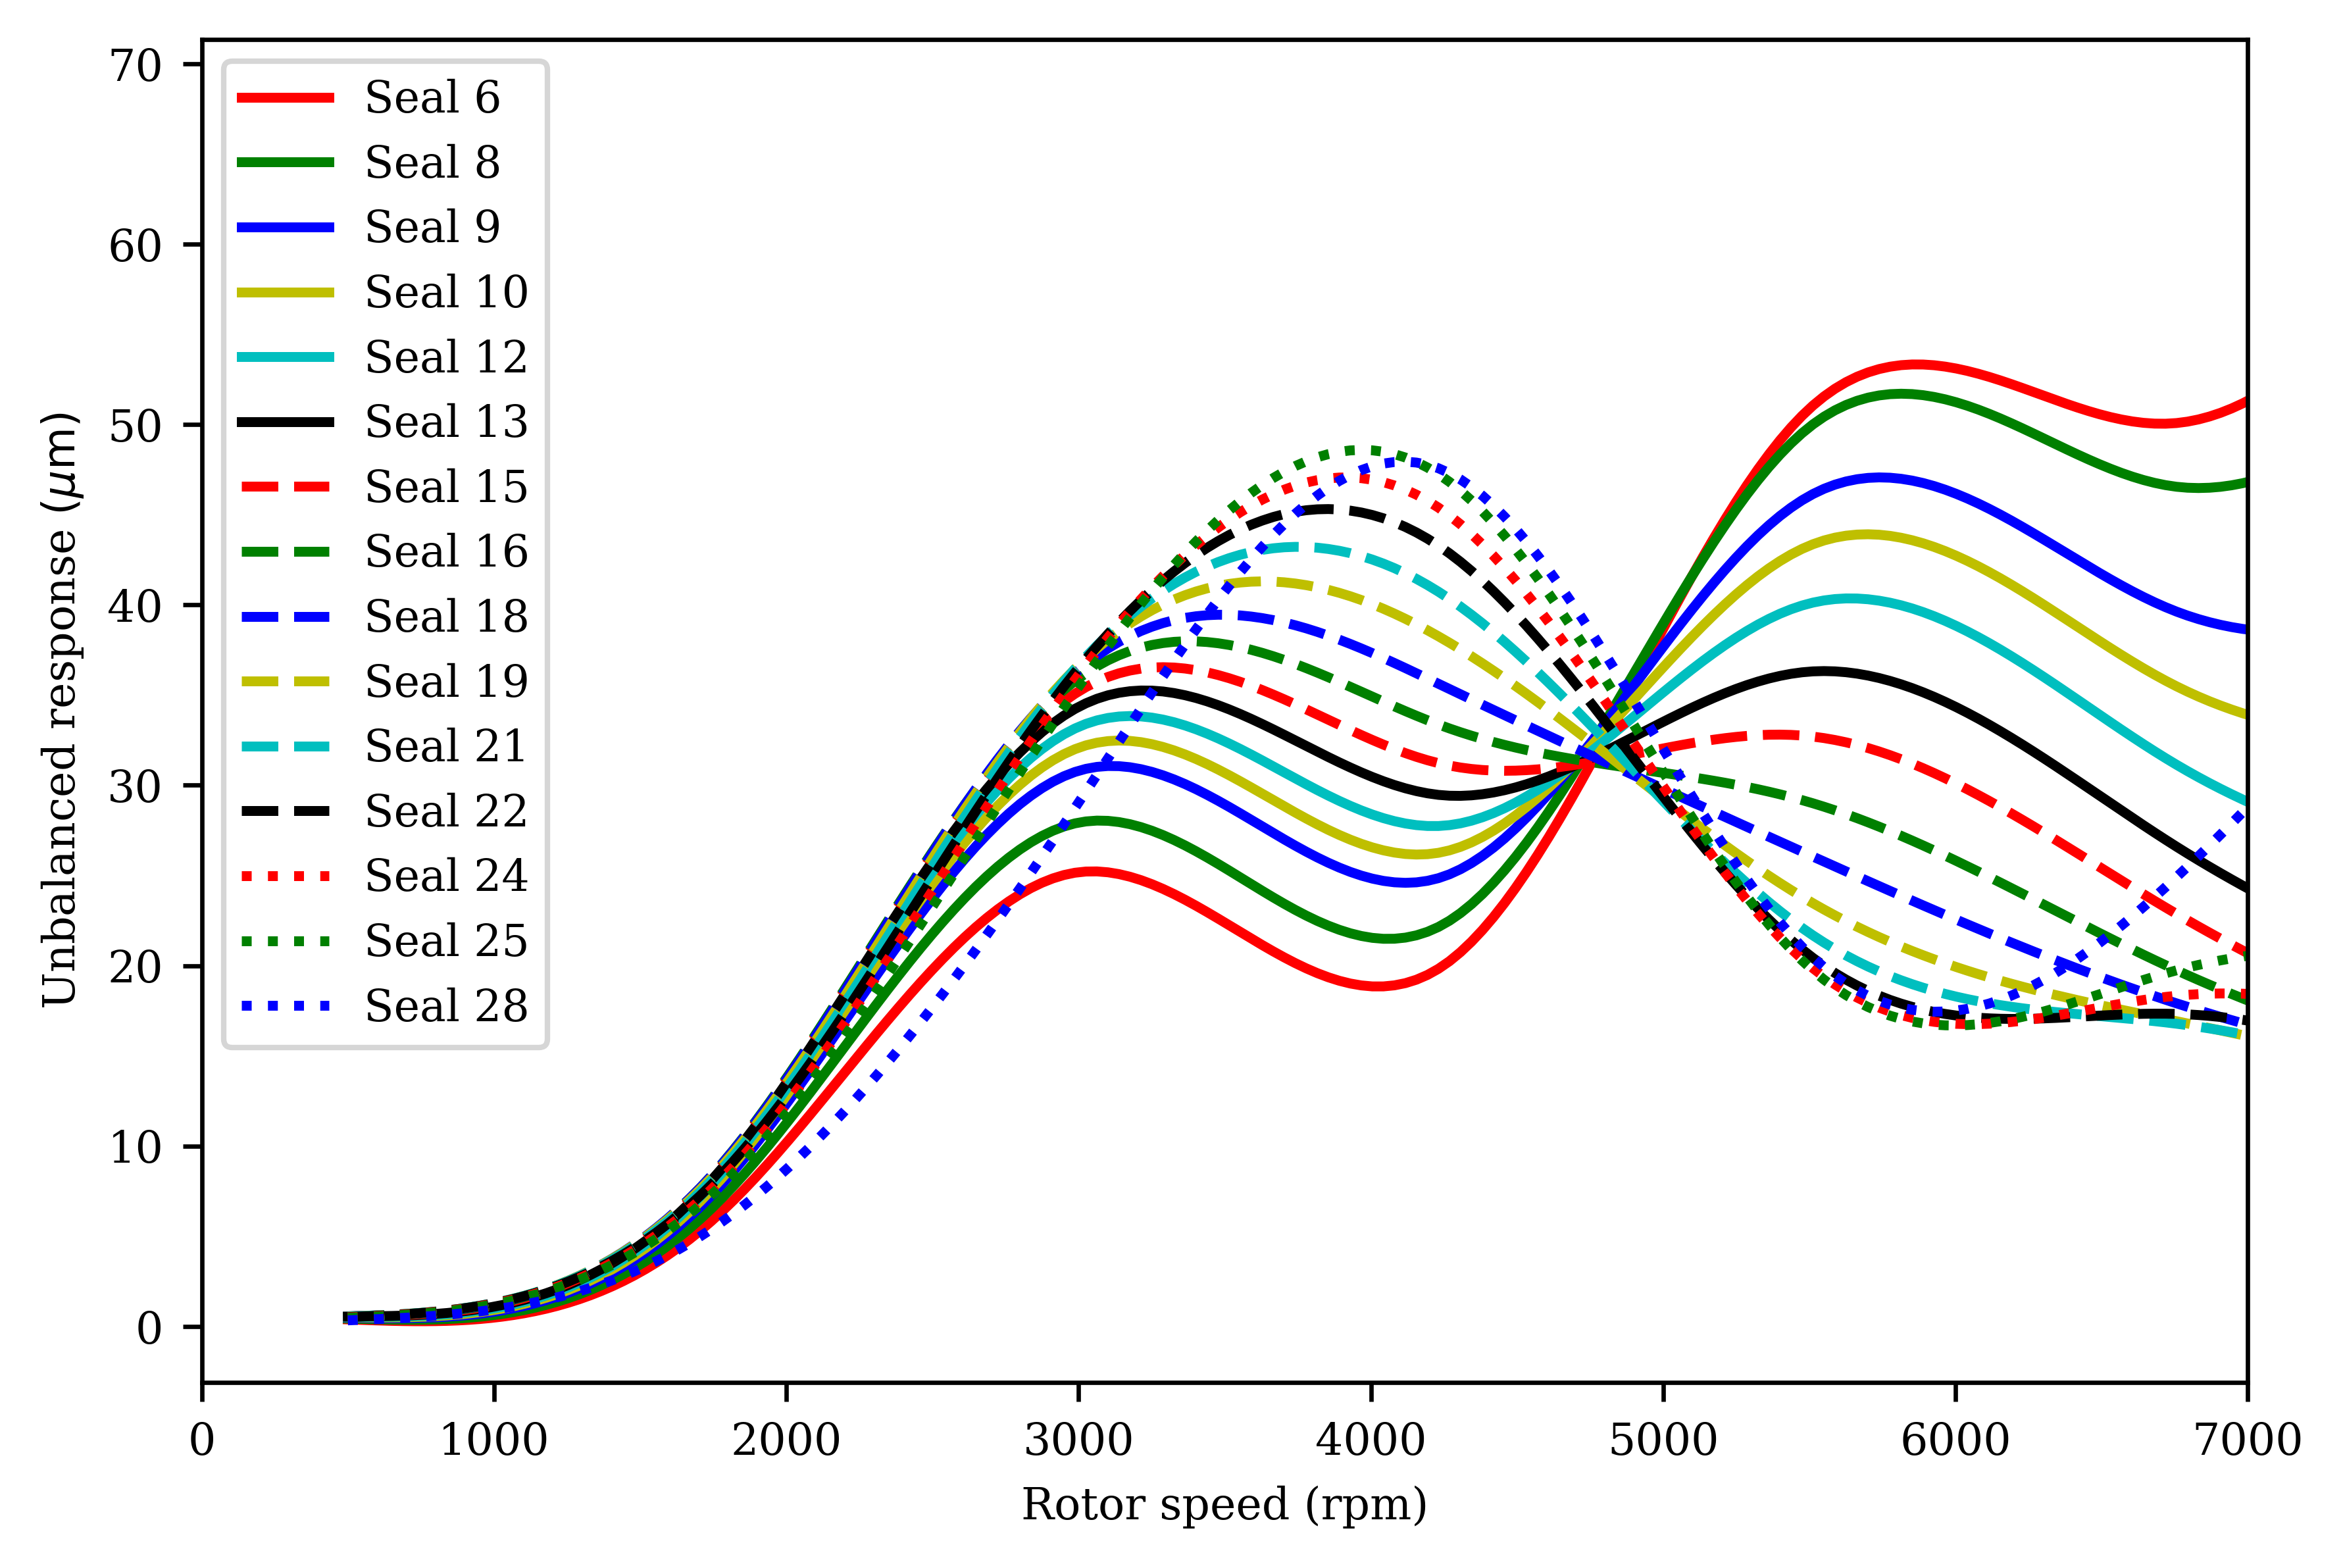 70
60
50
40
30
20
10
0
Unbalanced response (μm)
Seal 6
Seal 8
Seal 9
Seal 10
Seal 12
Seal 13
Seal 15
Seal 16
Seal 18
Seal 19
Seal 21
Seal 22
Seal 24
Seal 25
Seal 28
0 1000 2000 3000 4000 5000 6000 7000
Rotor speed (rpm)